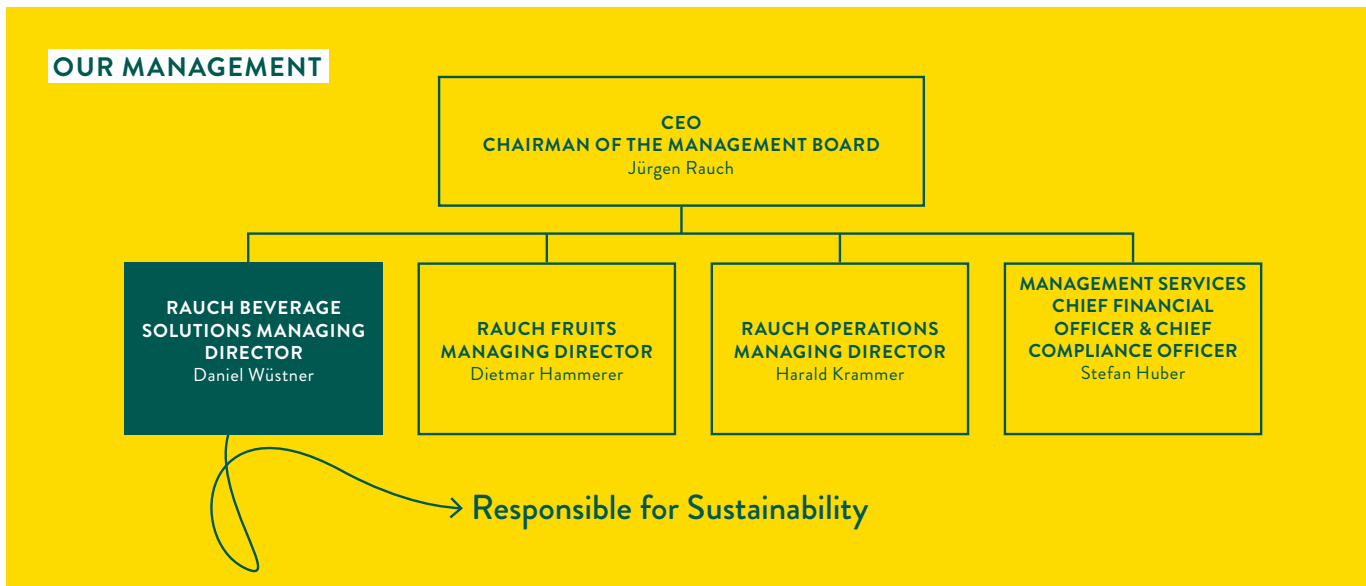 OUR MANAGEMENT
CEO
CHAIRMAN OF THE MANAGEMENT BOARD
Jürgen Rauch
RAUCH BEVERAGE
SOLUTIONS MANAGING
DIRECTOR
Daniel Wüstner
RAUCH FRUITS
MANAGING DIRECTOR
Dietmar Hammerer
RAUCH OPERATIONS
MANAGING DIRECTOR
Harald Krammer
MANAGEMENT SERVICES
CHIEF FINANCIAL
OFFICER & CHIEF
COMPLIANCE OFFICER
Stefan Huber
Responsible for Sustainability